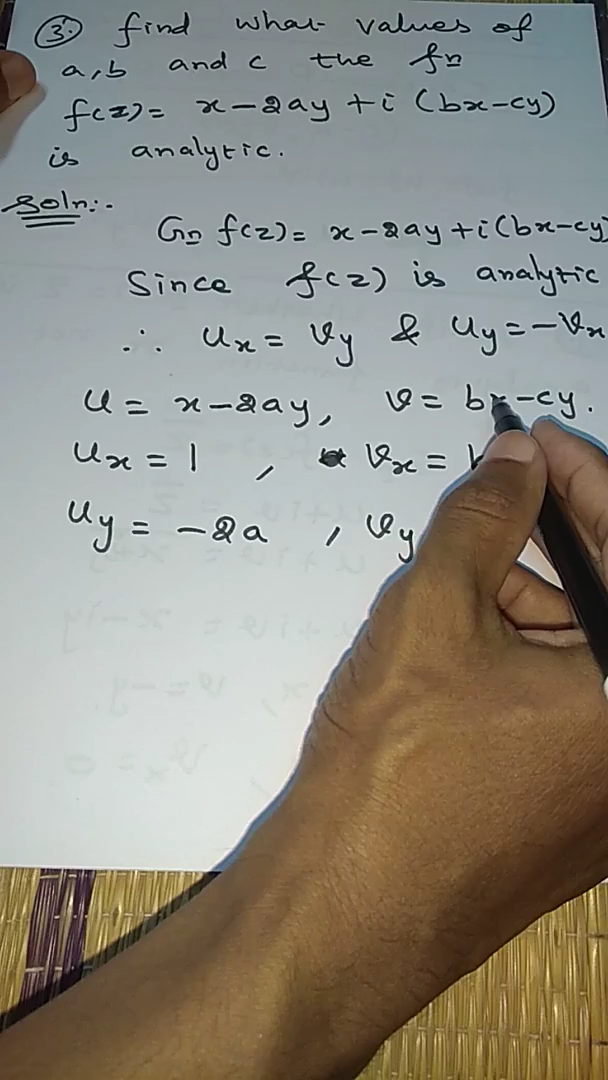 3. find what values of
a, b and c the fn
f(z) = x - 2ay + i (bx - cy)
is analytic.
Soln:-
Gn f(z) = x - 2ay + i (bx - cy)
Since f(z) is analytic
∴ ux = vy & uy = -vx
u = x - 2ay, v = bx - cy.
ux = 1 , vx = b
uy = -2a , vy